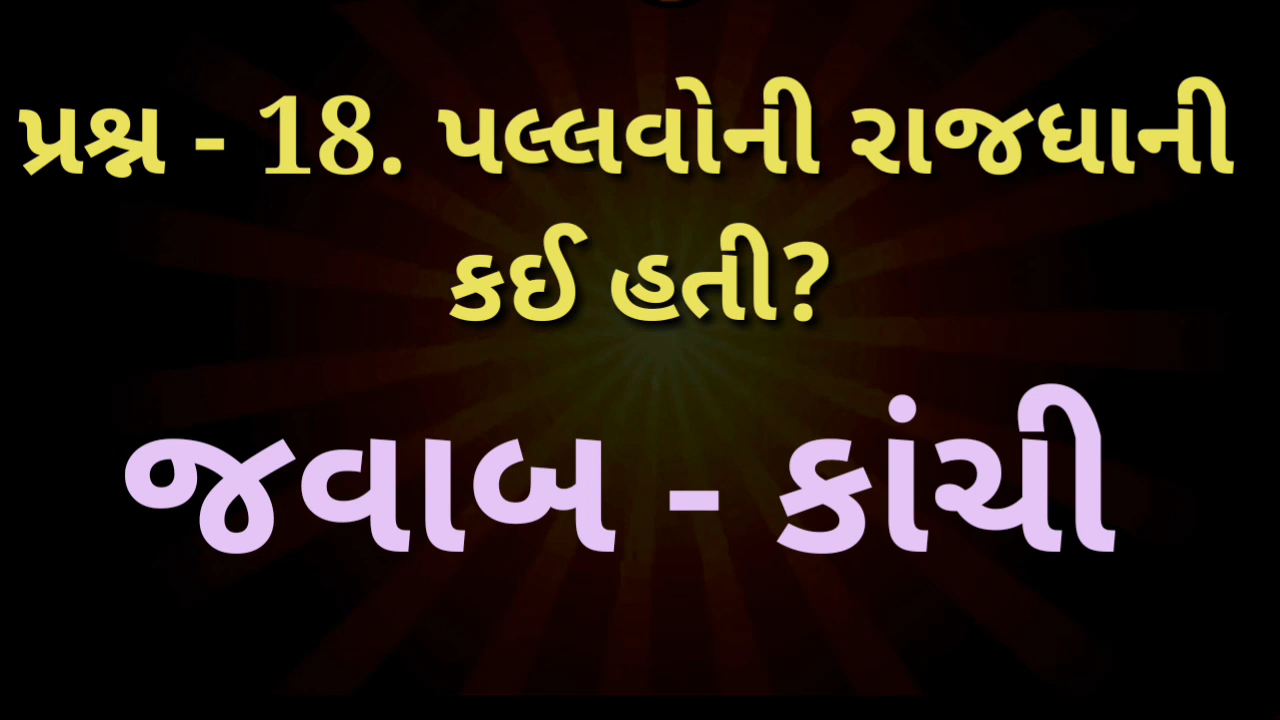 પ્રશ્ન - 18. પલ્લવોની રાજધાની
કઈ હતી?
જવાબ - કાંચી